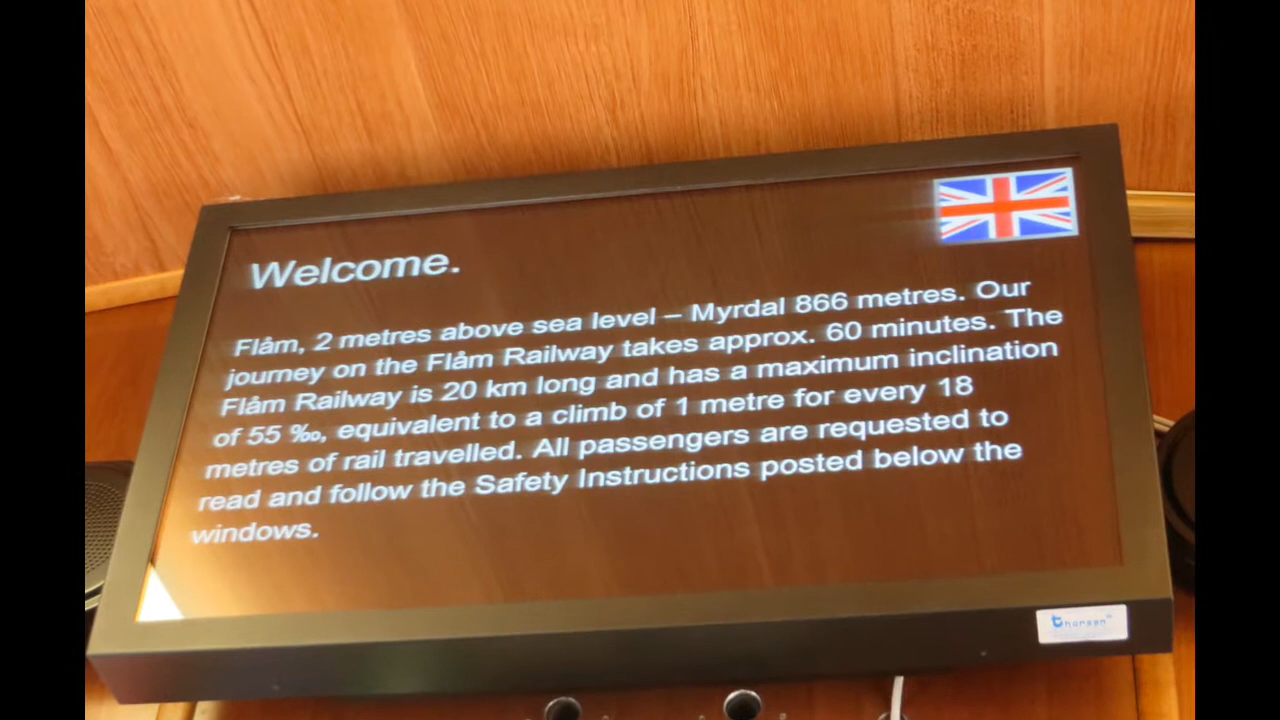 Welcome.
Flåm, 2 metres above sea level – Myrdal 866 metres. Our
journey on the Flåm Railway takes approx. 60 minutes. The
Flåm Railway is 20 km long and has a maximum inclination
of 55 ‰, equivalent to a climb of 1 metre for every 18
metres of rail travelled. All passengers are requested to
read and follow the Safety Instructions posted below the
windows.
thorsen